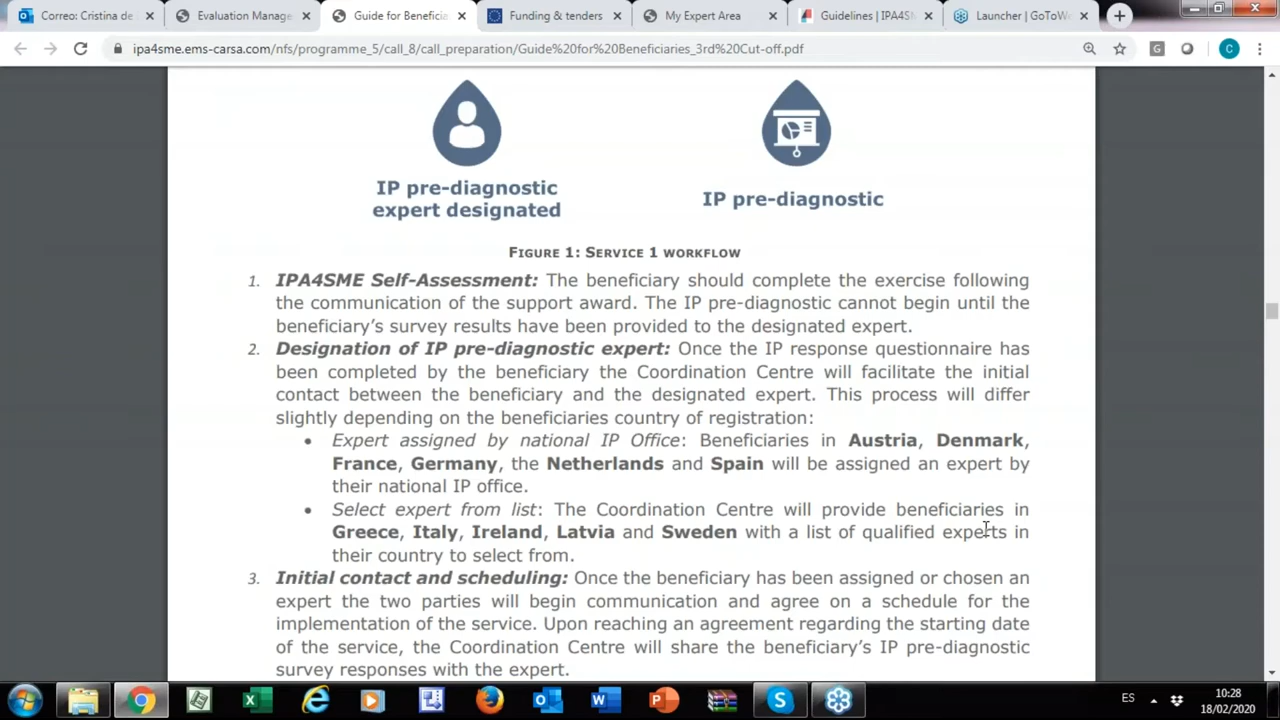 Correo: Cristina de
Evaluation Manage
Guide for Beneficia
Funding & tenders
My Expert Area
Guidelines | IPA4SM
Launcher | GoToWe
ipa4sme.ems-carsa.com/nfs/programme_5/call_8/call_preparation/Guide%20for%20Beneficiaries_3rd%20Cut-off.pdf
G
C
IP pre-diagnostic
expert designated
IP pre-diagnostic
FIGURE 1: SERVICE 1 WORKFLOW
1. IPA4SME Self-Assessment: The beneficiary should complete the exercise following
the communication of the support award. The IP pre-diagnostic cannot begin until the
beneficiary's survey results have been provided to the designated expert.
2. Designation of IP pre-diagnostic expert: Once the IP response questionnaire has
been completed by the beneficiary the Coordination Centre will facilitate the initial
contact between the beneficiary and the designated expert. This process will differ
slightly depending on the beneficiaries country of registration:
• Expert assigned by national IP Office: Beneficiaries in Austria, Denmark,
France, Germany, the Netherlands and Spain will be assigned an expert by
their national IP office.
• Select expert from list: The Coordination Centre will provide beneficiaries in
Greece, Italy, Ireland, Latvia and Sweden with a list of qualified experts in
their country to select from.
3. Initial contact and scheduling: Once the beneficiary has been assigned or chosen an
expert the two parties will begin communication and agree on a schedule for the
implementation of the service. Upon reaching an agreement regarding the starting date
of the service, the Coordination Centre will share the beneficiary's IP pre-diagnostic
survey responses with the expert.
ES
10:28
18/02/2020